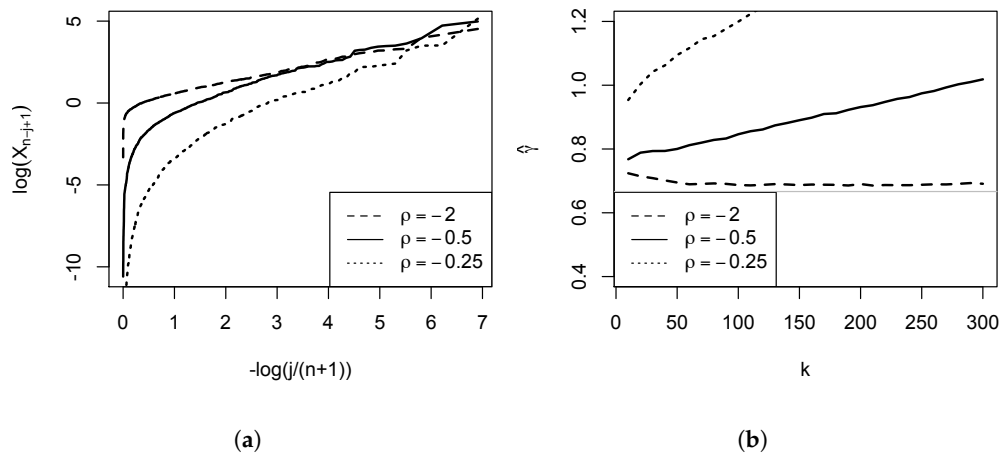 log(X_{n−j+1})
5
0
−5
−10
ρ = −2
ρ = −0.5
ρ = −0.25
0 1 2 3 4 5 6 7
-log(j/(n+1))
(a)
γ̂
1.2
1.0
0.8
0.6
0.4
ρ = −2
ρ = −0.5
ρ = −0.25
0 50 100 150 200 250 300
k
(b)